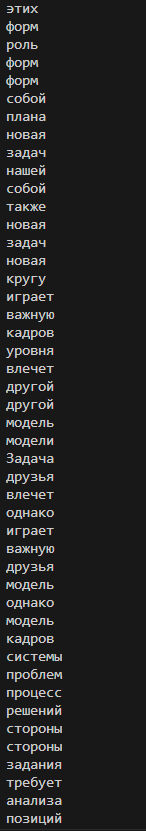 этих
форм
роль
форм
форм
собой
плана
новая
задач
нашей
собой
также
новая
задач
новая
кругу
играет
важную
кадров
уровня
влечет
другой
другой
модель
модели
Задача
друзья
влечет
однако
играет
важную
друзья
модель
однако
модель
кадров
системы
проблем
процесс
решений
стороны
стороны
задания
требует
анализа
позиций